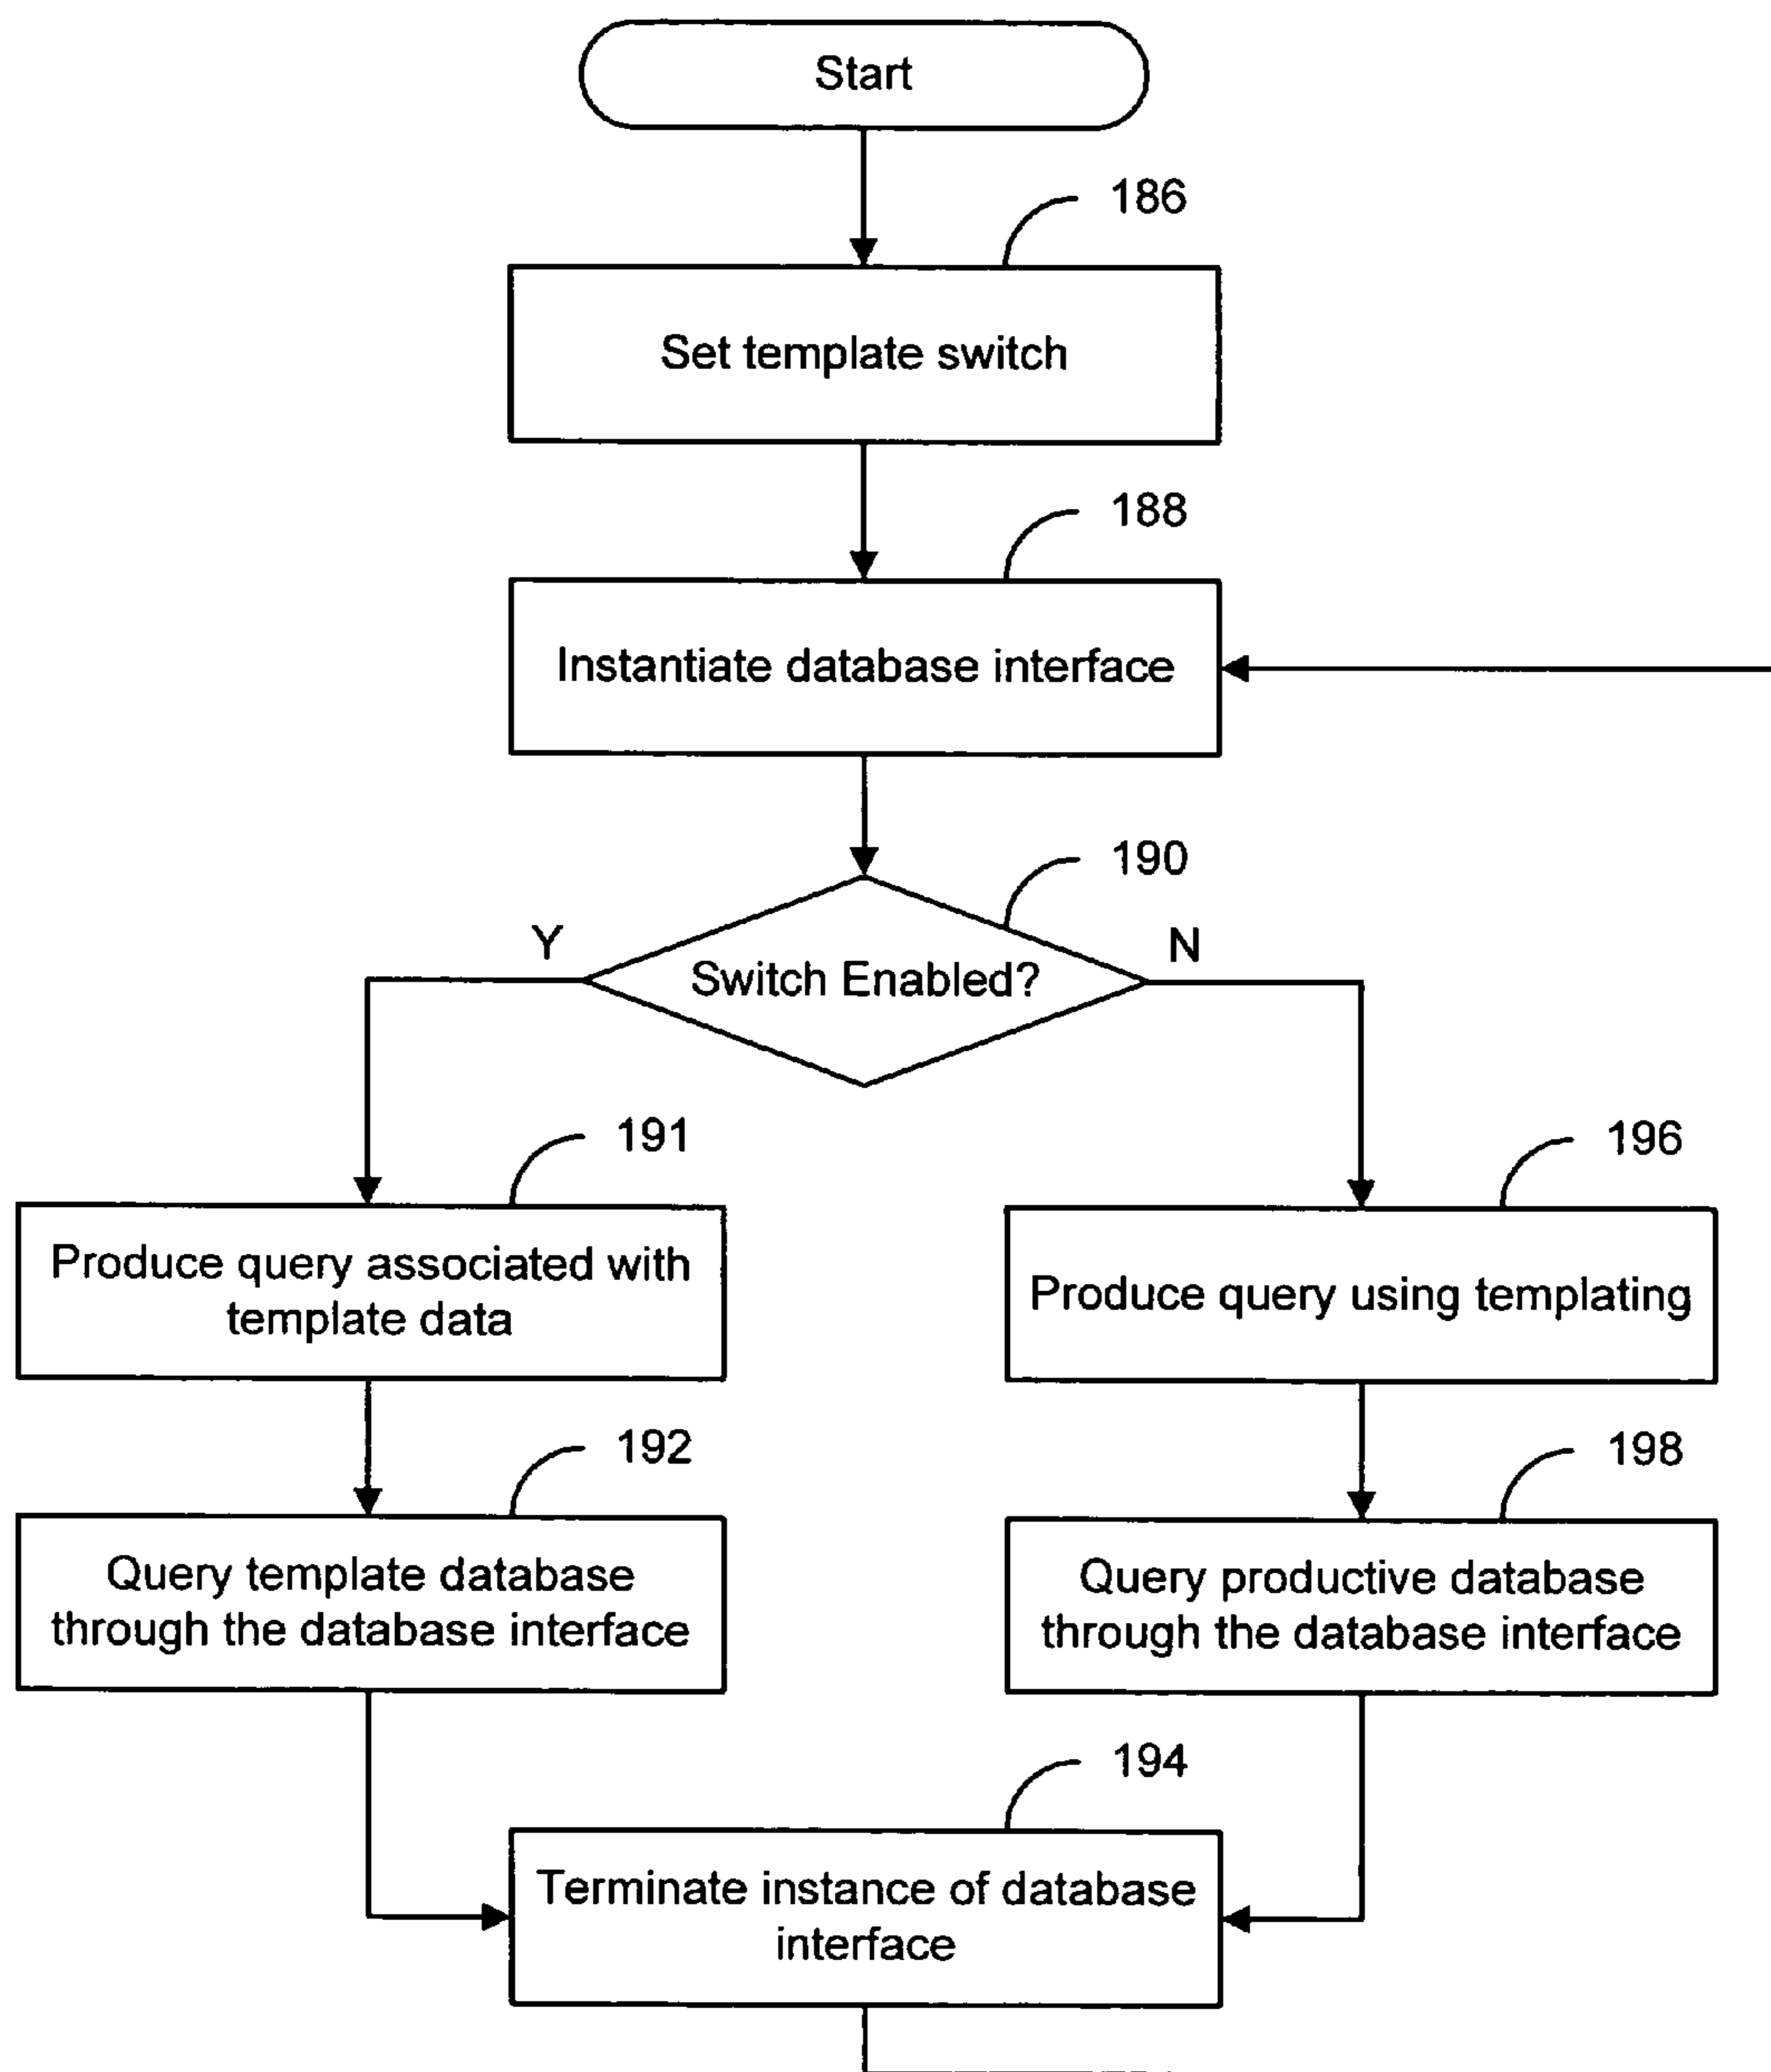 Start
186
Set template switch
188
Instantiate database interface
190
Y
N
Switch Enabled?
191
196
Produce query associated with
template data
Produce query using templating
192
198
Query template database
through the database interface
Query productive database
through the database interface
194
Terminate instance of database
interface